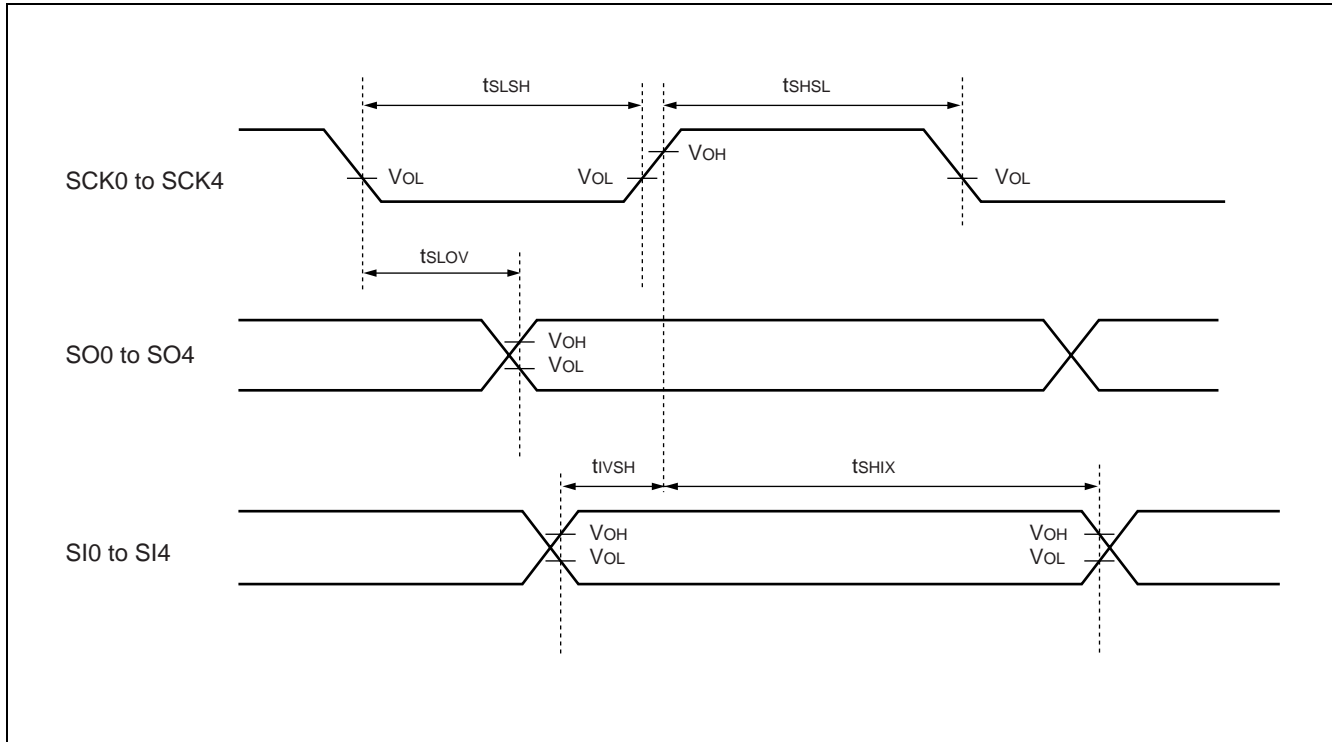 tSLSH
tSHSL
SCK0 to SCK4
VOL
VOL
VOH
VOL
tSLOV
SO0 to SO4
VOH
VOL
tIVSH
tSHIX
SI0 to SI4
VOH
VOL
VOH
VOL